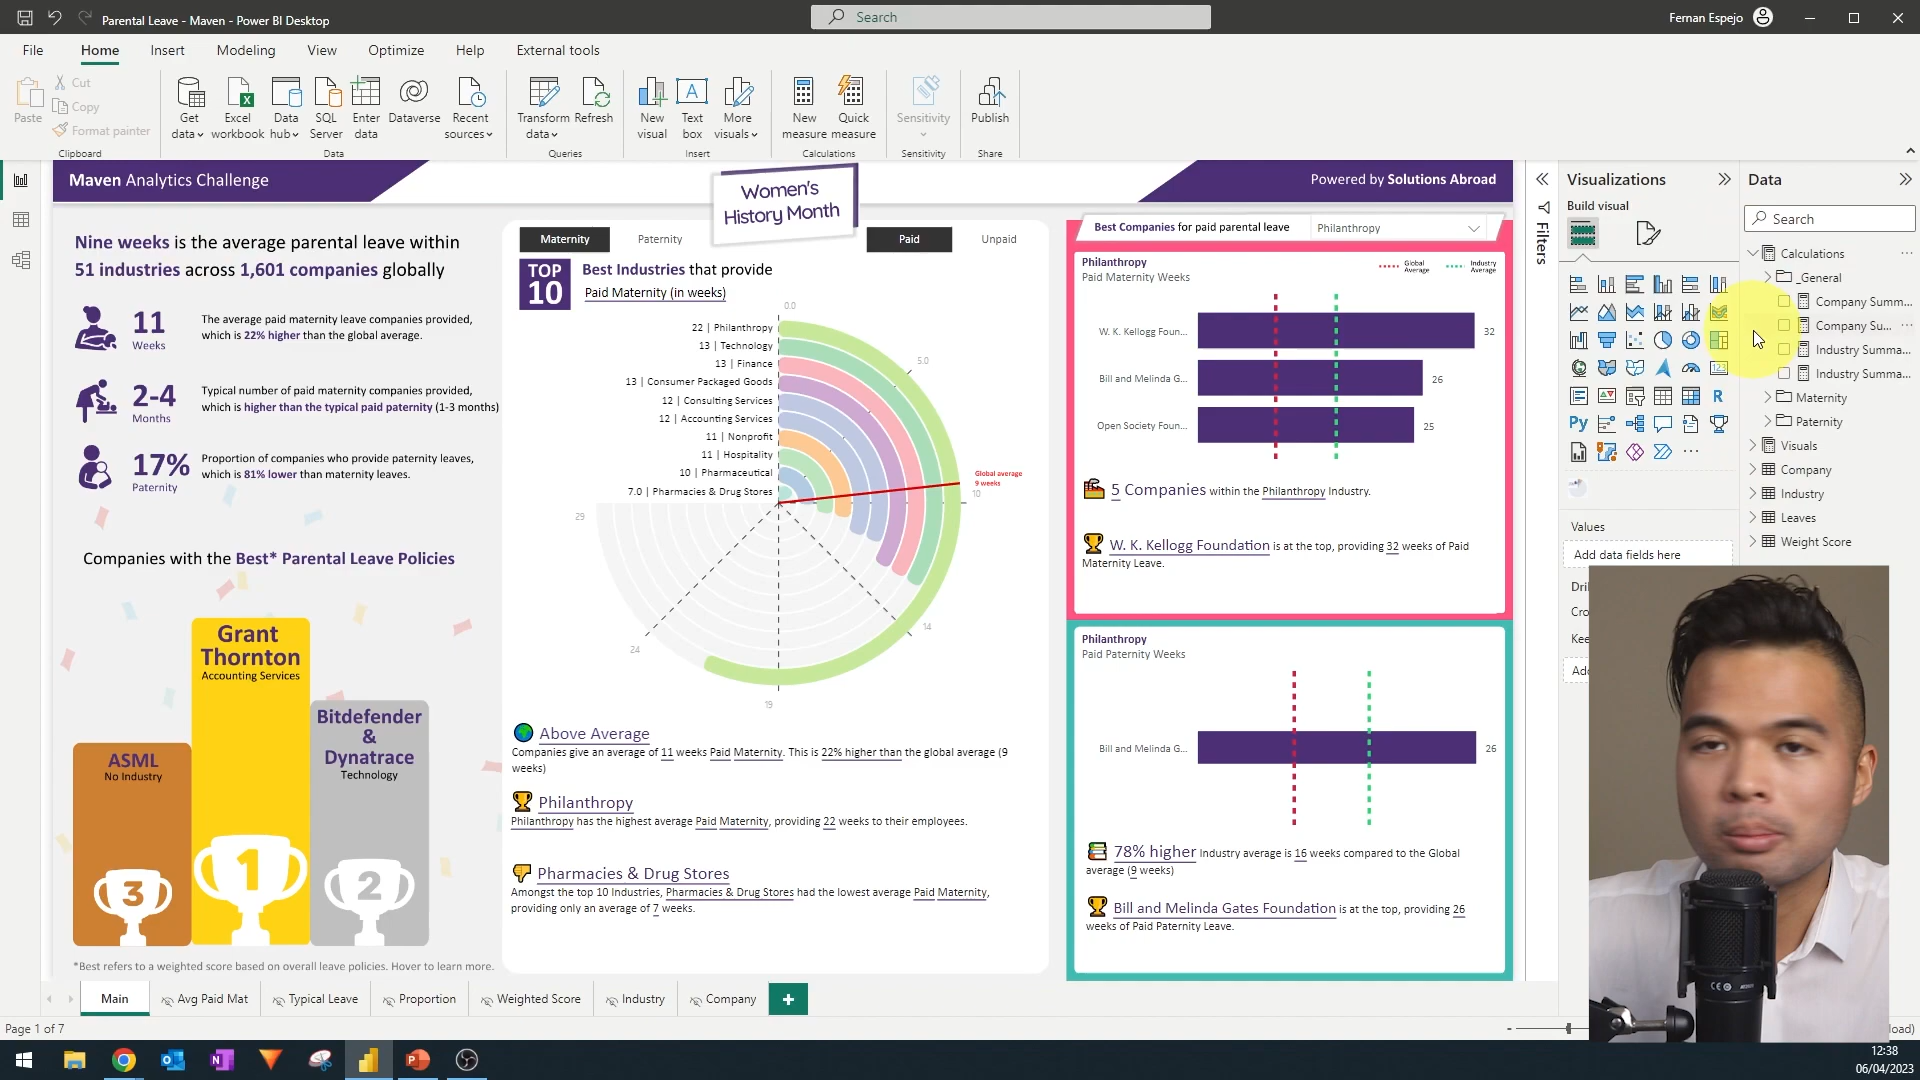 Parental Leave - Maven - Power BI Desktop
Search
Fernan Espejo
File
Home
Insert
Modeling
View
Optimize
Help
External tools
Paste
Cut
Copy
Format painter
Clipboard
Get data
Excel workbook
Data hub
SQL Server
Enter data
Dataverse
Recent sources
Data
Transform data
Refresh
Queries
New visual
Text box
More visuals
Insert
New measure
Quick measure
Calculations
Sensitivity
Sensitivity
Publish
Share
Maven Analytics Challenge
Women's
History Month
Powered by Solutions Abroad
Nine weeks is the average parental leave within
51 industries across 1,601 companies globally
11
Weeks
The average paid maternity leave companies provided,
which is 22% higher than the global average.
2-4
Months
Typical number of paid maternity companies provided,
which is higher than the typical paid paternity (1-3 months)
17%
Paternity
Proportion of companies who provide paternity leaves,
which is 81% lower than maternity leaves.
Companies with the Best* Parental Leave Policies
Grant
Thornton
Accounting Services
Bitdefender
&
Dynatrace
Technology
ASML
No Industry
3
1
2
*Best refers to a weighted score based on overall leave policies. Hover to learn more.
Maternity
Paternity
Paid
Unpaid
TOP
10
Best Industries that provide
Paid Maternity (in weeks)
0.0
22 | Philanthropy
13 | Technology
13 | Finance
13 | Consumer Packaged Goods
12 | Consulting Services
12 | Accounting Services
11 | Nonprofit
11 | Hospitality
10 | Pharmaceutical
7.0 | Pharmacies & Drug Stores
5.0
Global average
9 weeks
10
14
19
24
29
Above Average
Companies give an average of 11 weeks Paid Maternity. This is 22% higher than the global average (9
weeks)
Philanthropy
Philanthropy has the highest average Paid Maternity, providing 22 weeks to their employees.
Pharmacies & Drug Stores
Amongst the top 10 Industries, Pharmacies & Drug Stores had the lowest average Paid Maternity,
providing only an average of 7 weeks.
Best Companies for paid parental leave
Philanthropy
Philanthropy
Paid Maternity Weeks
Global Average
Industry Average
W. K. Kellogg Foun...
32
Bill and Melinda G...
26
Open Society Foun...
25
5 Companies within the Philanthropy Industry.
W. K. Kellogg Foundation is at the top, providing 32 weeks of Paid
Maternity Leave.
Philanthropy
Paid Paternity Weeks
Bill and Melinda G...
26
78% higher Industry average is 16 weeks compared to the Global
average (9 weeks)
Bill and Melinda Gates Foundation is at the top, providing 26
weeks of Paid Paternity Leave.
Filters
Visualizations
Build visual
R
Py
123
Values
Add data fields here
Data
Search
Calculations
_General
Company Summ...
Company Su...
Industry Summa...
Industry Summa...
Maternity
Paternity
Visuals
Company
Industry
Leaves
Weight Score
Main
Avg Paid Mat
Typical Leave
Proportion
Weighted Score
Industry
Company
Page 1 of 7
12:38
06/04/2023